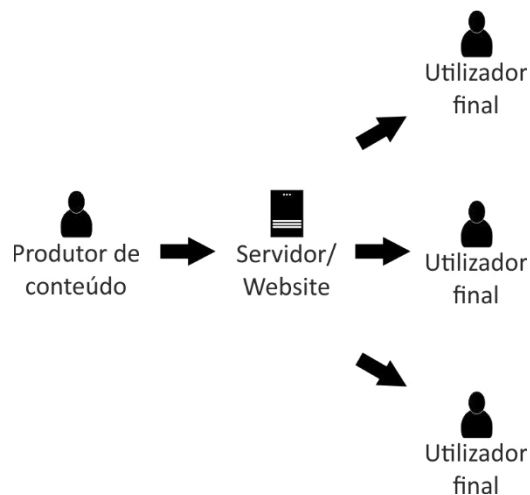 Utilizador
final
Produtor de
conteúdo
Servidor/
Website
Utilizador
final
Utilizador
final